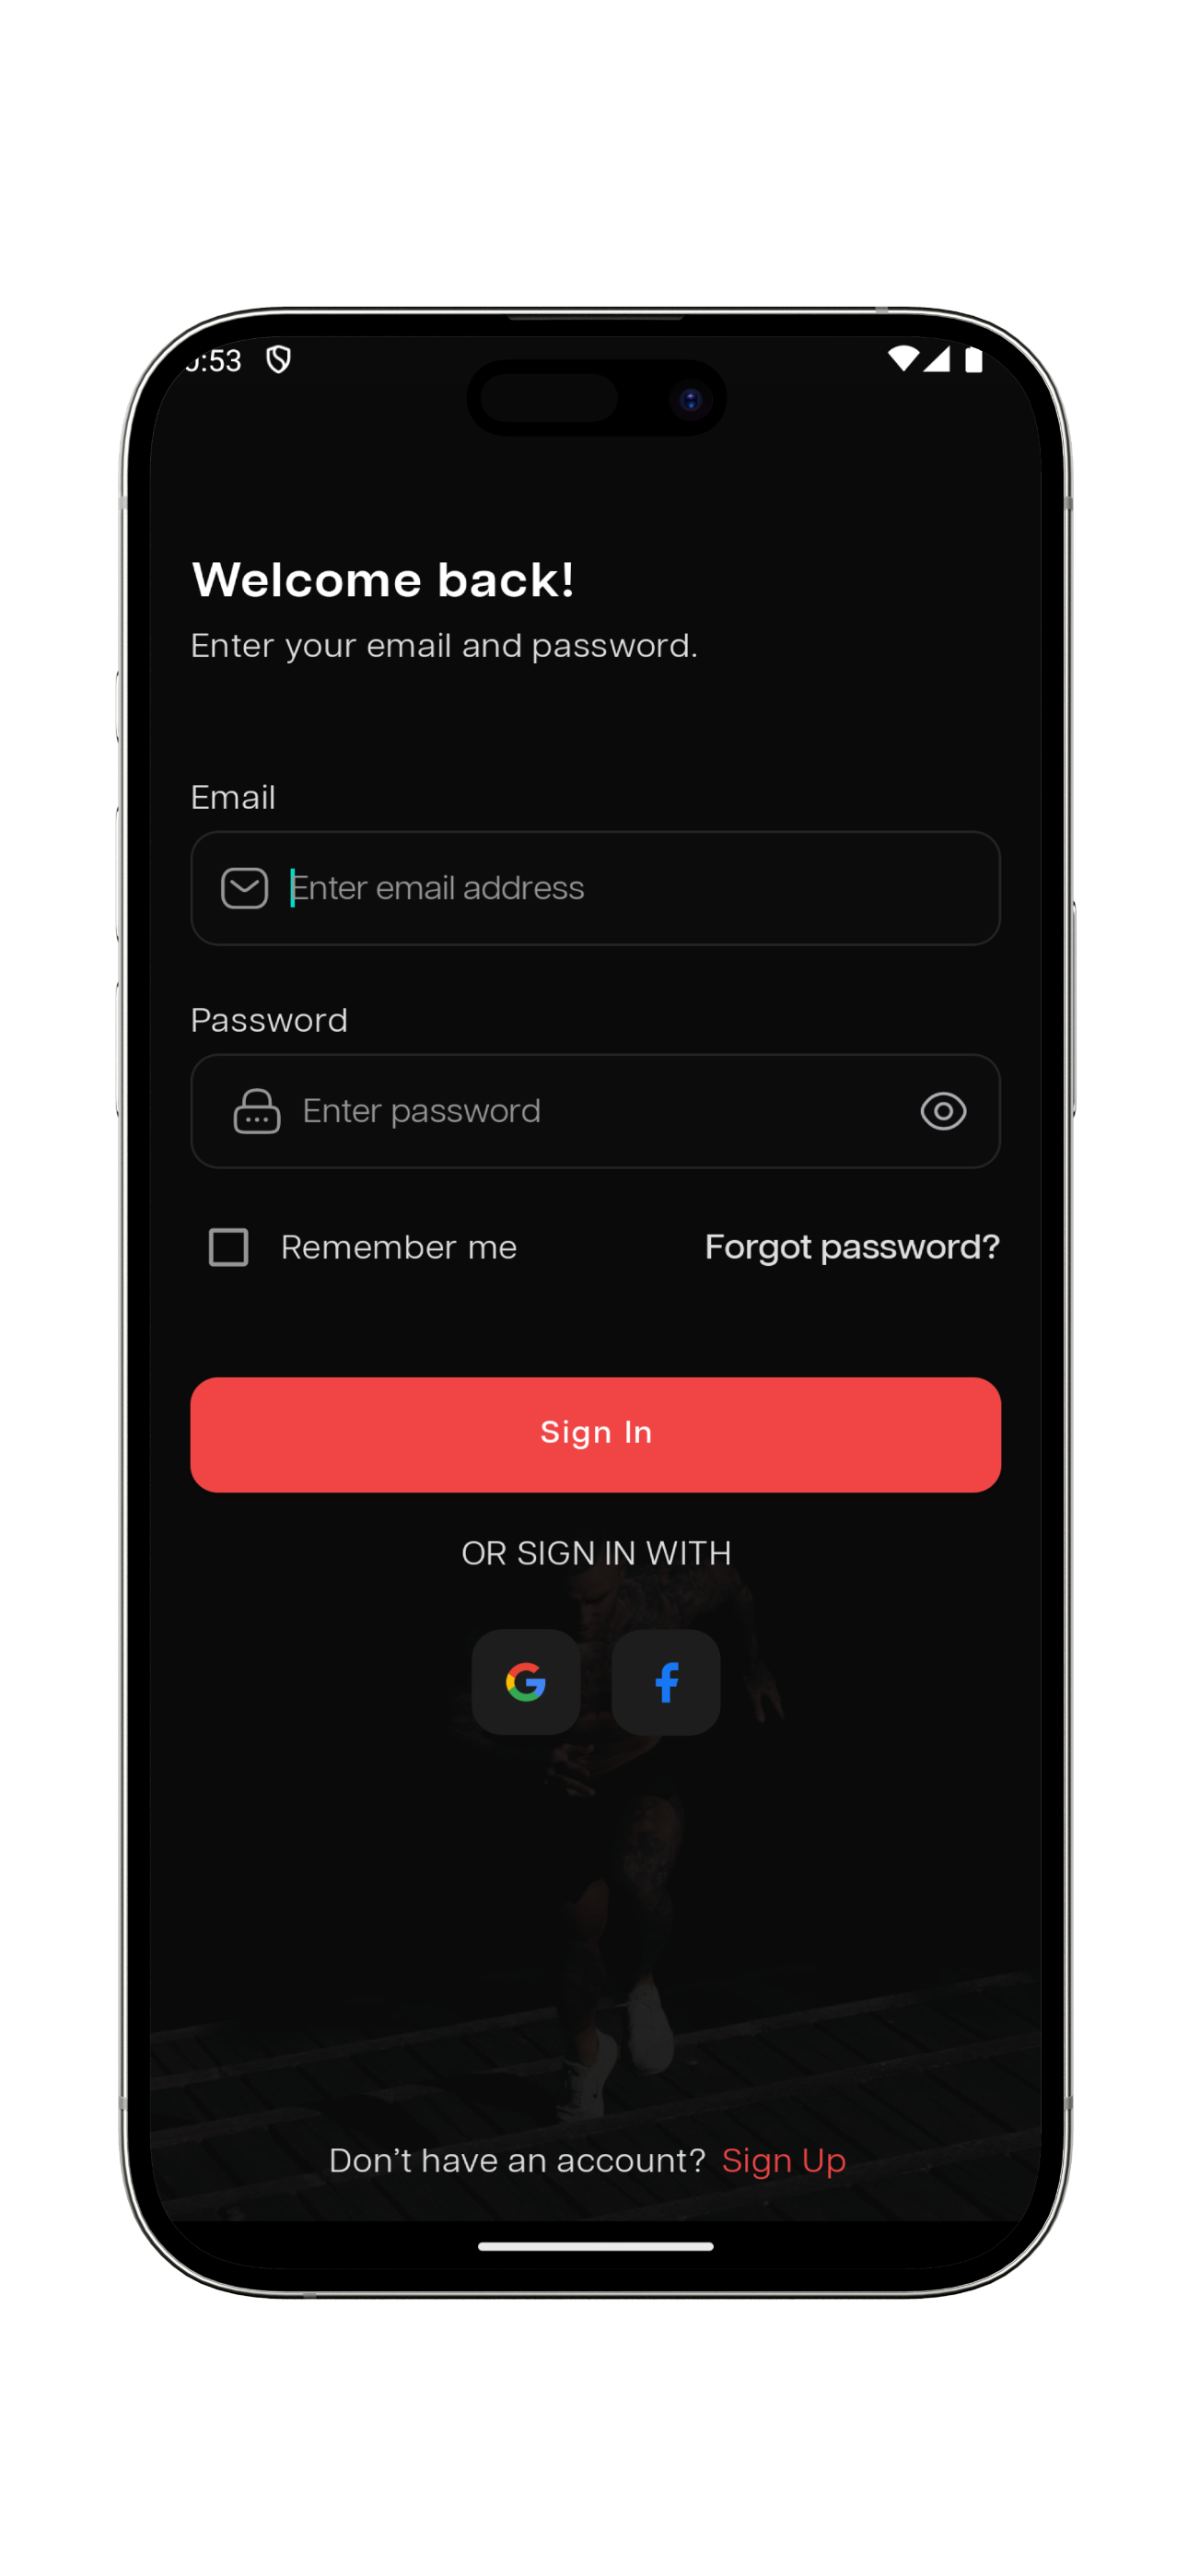 :53
Welcome back!
Enter your email and password.
Email
Enter email address
Password
Enter password
Remember me Forgot password?
Sign In
OR SIGN IN WITH
Don't have an account? Sign Up